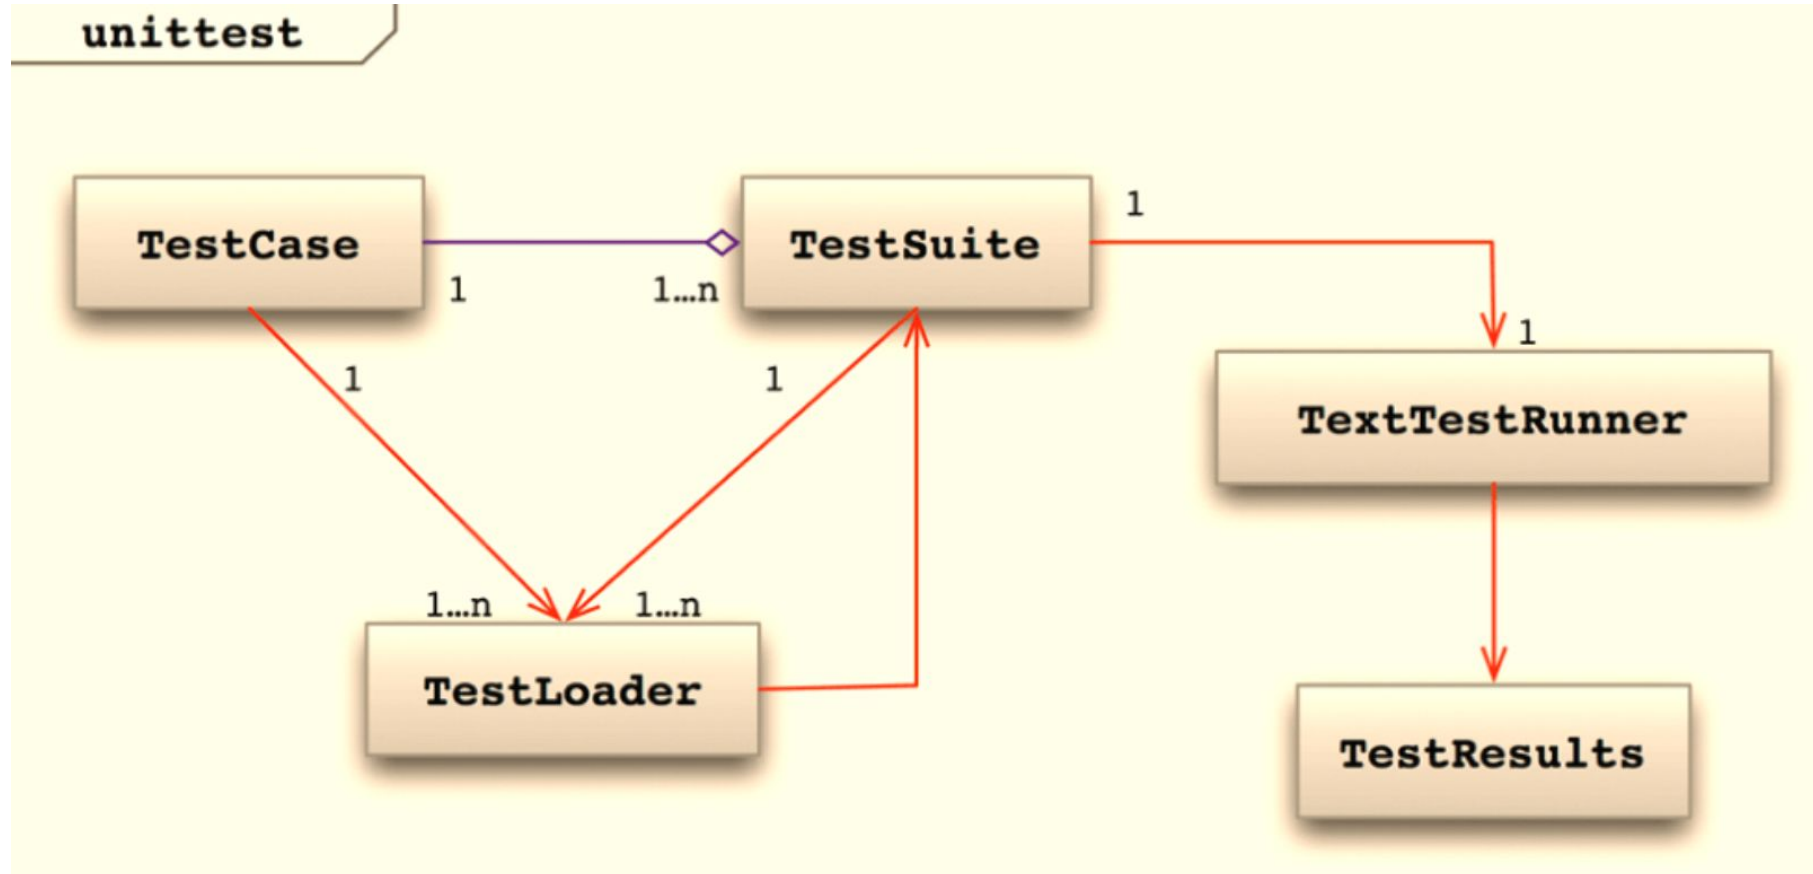 unittest
TestCase
TestSuite
1
1
1…n
1
1
1
TextTestRunner
1…n
1…n
TestLoader
TestResults